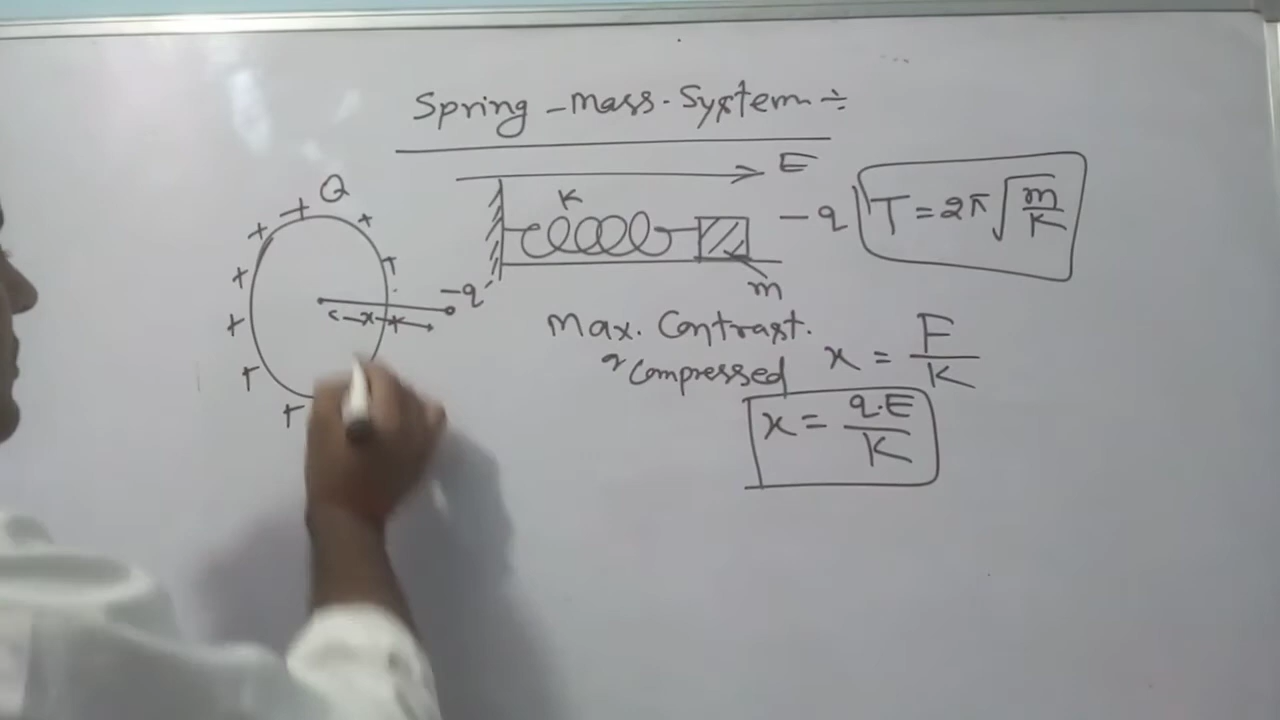 Spring - Mass - System ÷
E
Q
K
- q
T = 2π√(m/K)
m
- q
x
Max. Contrast.
or Compressed
x = F/K
x = q.E/K